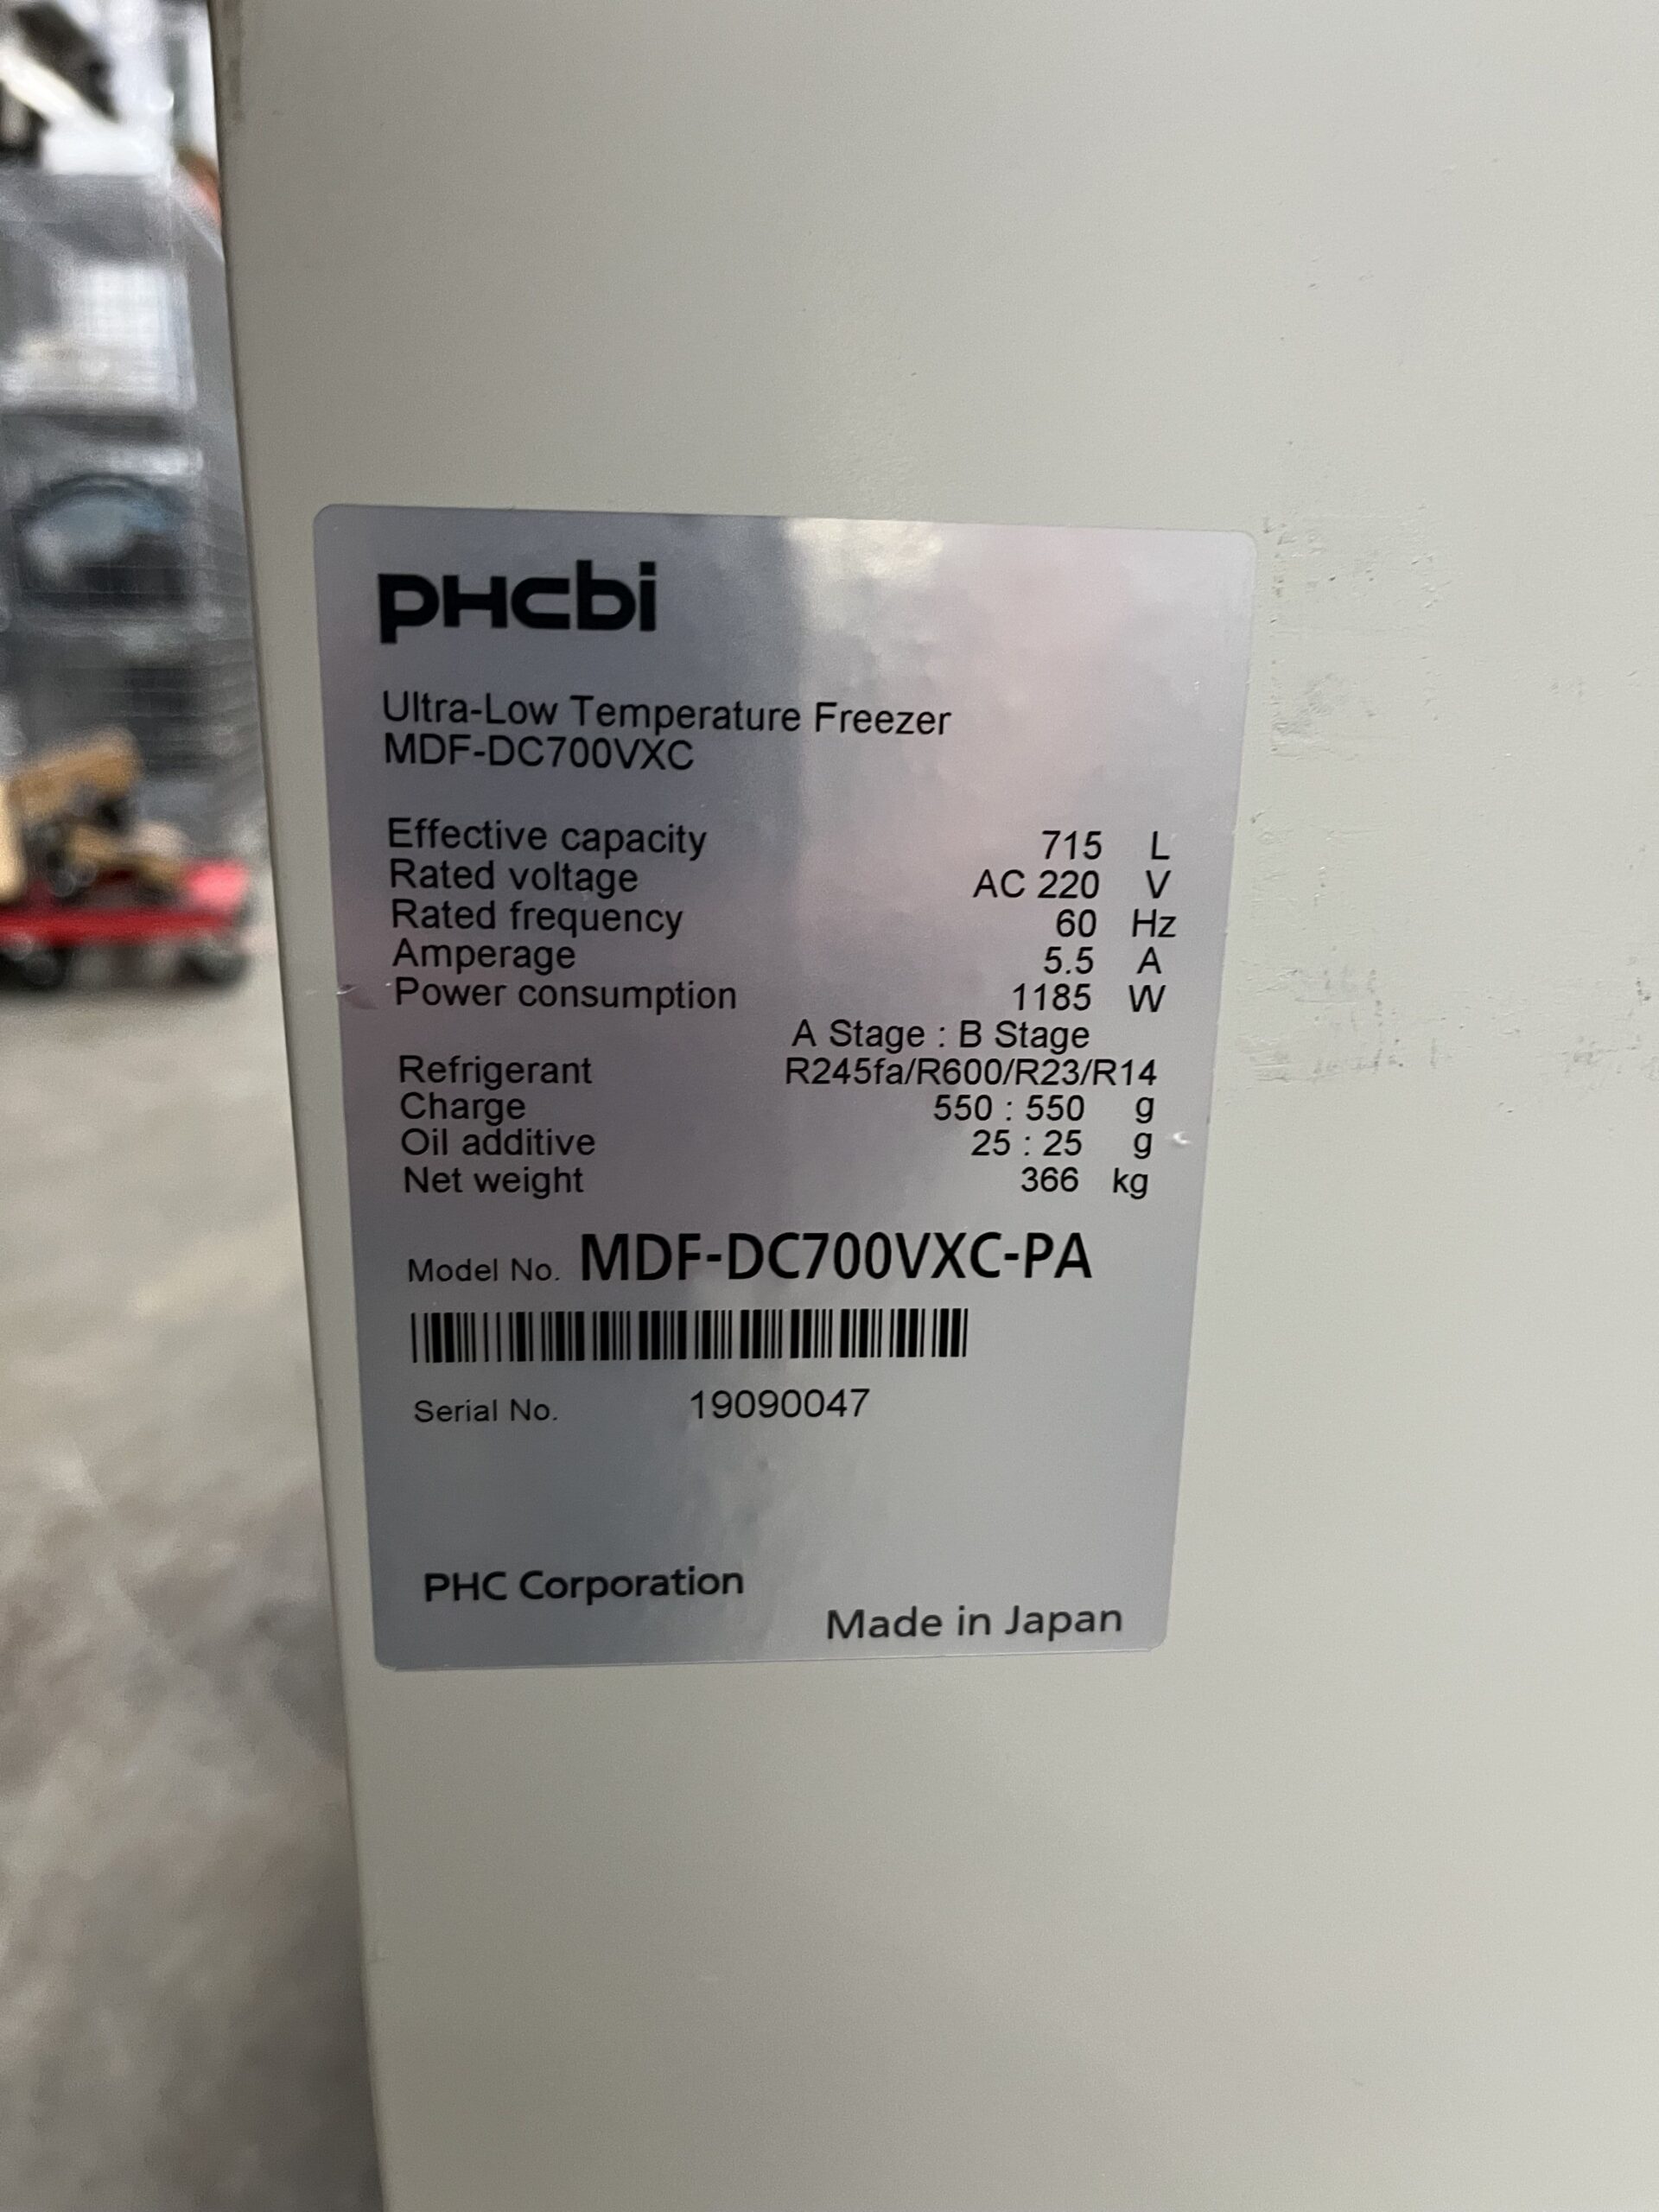 PHCbi
Ultra-Low Temperature Freezer
MDF-DC700VXC
Effective capacity 715 L
Rated voltage AC 220 V
Rated frequency 60 Hz
Amperage 5.5 A
Power consumption 1185 W
A Stage : B Stage
Refrigerant R245fa/R600/R23/R14
Charge 550 : 550 g
Oil additive 25 : 25 g
Net weight 366 kg
Model No. MDF-DC700VXC-PA
Serial No. 19090047
PHC Corporation
Made in Japan